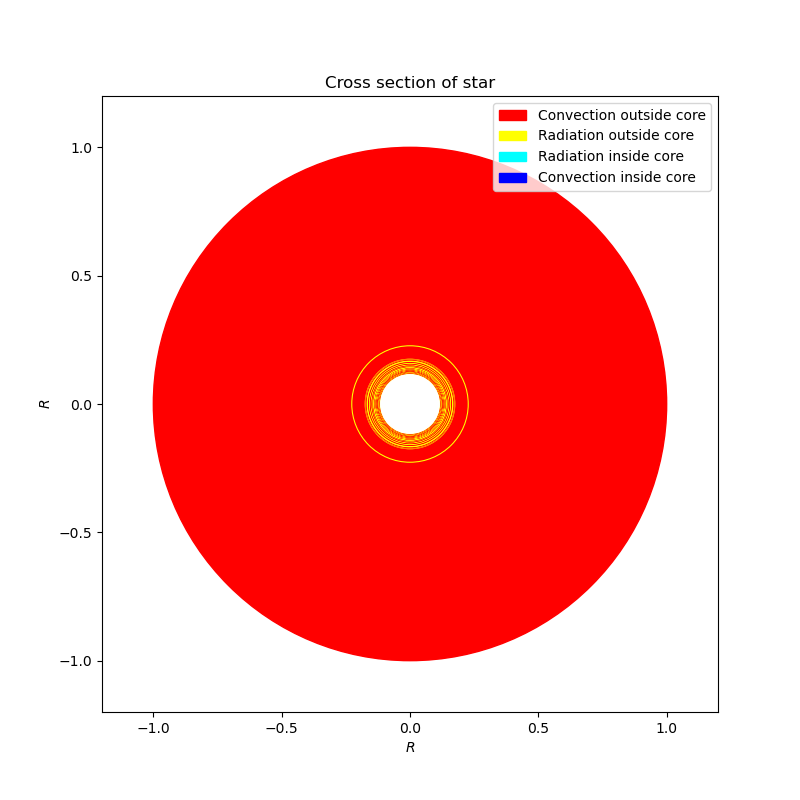 Cross section of star
Convection outside core
Radiation outside core
Radiation inside core
Convection inside core
1.0
0.5
0.0
−0.5
−1.0
R
−1.0 −0.5 0.0 0.5 1.0
R